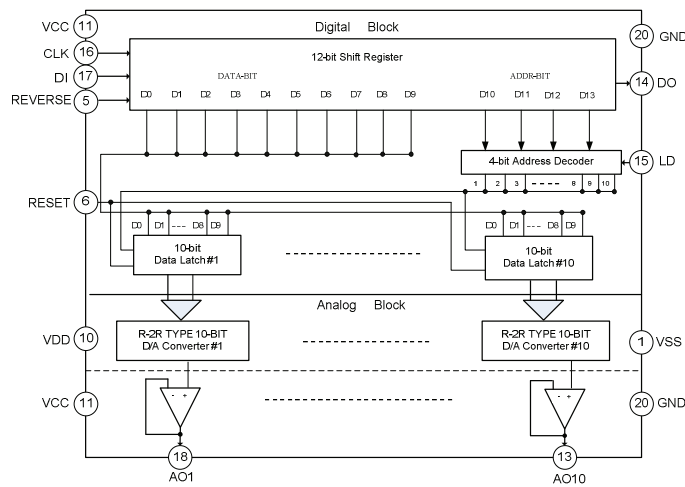 VCC 11 Digital Block 20 GND
CLK 16 12-bit Shift Register
DI 17 DATA-BIT ADDR-BIT 14 DO
REVERSE 5 D0 D1 D2 D3 D4 D5 D6 D7 D8 D9 D10 D11 D12 D13
4-bit Address Decoder 15 LD
1 2 3 ----- 8 9 10
RESET 6
D0 D1 --- D8 D9 D0 D1 --- D8 D9
10-bit 10-bit
Data Latch #1 Data Latch #10
Analog Block
VDD 10 R-2R TYPE 10-BIT R-2R TYPE 10-BIT 1 VSS
D/A Converter #1 D/A Converter #10
VCC 11 - + - + 20 GND
18 13
AO1 AO10